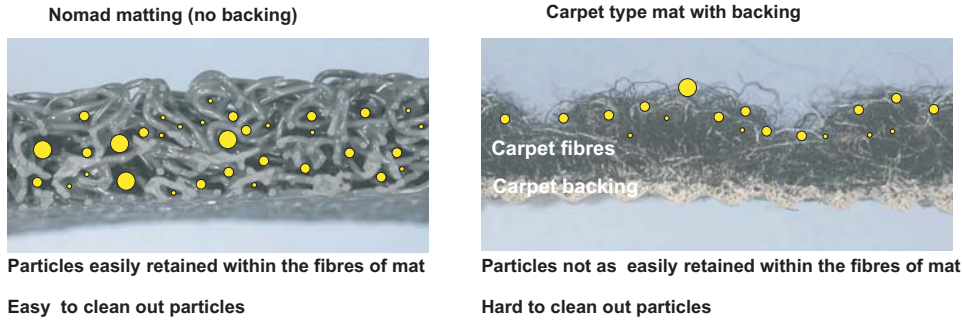 Nomad matting (no backing)
Carpet type mat with backing
Carpet fibres
Carpet backing
Particles easily retained within the fibres of mat
Particles not as easily retained within the fibres of mat
Easy to clean out particles
Hard to clean out particles